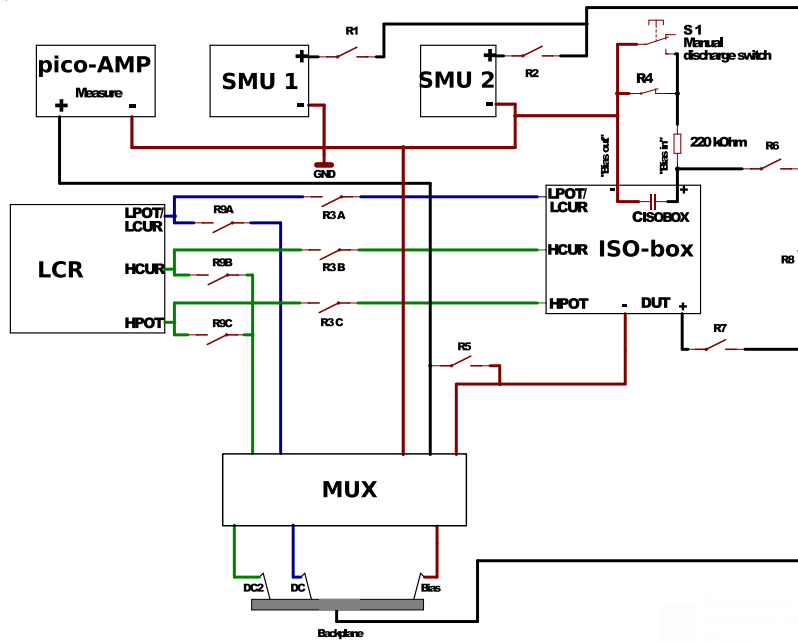 R1
S 1
Manual
discharge switch
pico-AMP
Measure
+
-
+
SMU 1
-
+
SMU 2
-
R2
R4
220 kOhm
R6
GND
"Bias out"
"Bias in"
LPOT/
LCUR
R9A
R3 A
LPOT/
LCUR
-
+
CISOBOX
LCR
HCUR
R9B
R3 B
HCUR
ISO-box
R8
HPOT
R9C
R3 C
HPOT
-
DUT
+
R7
R5
MUX
DC2
DC
Bias
Backplane